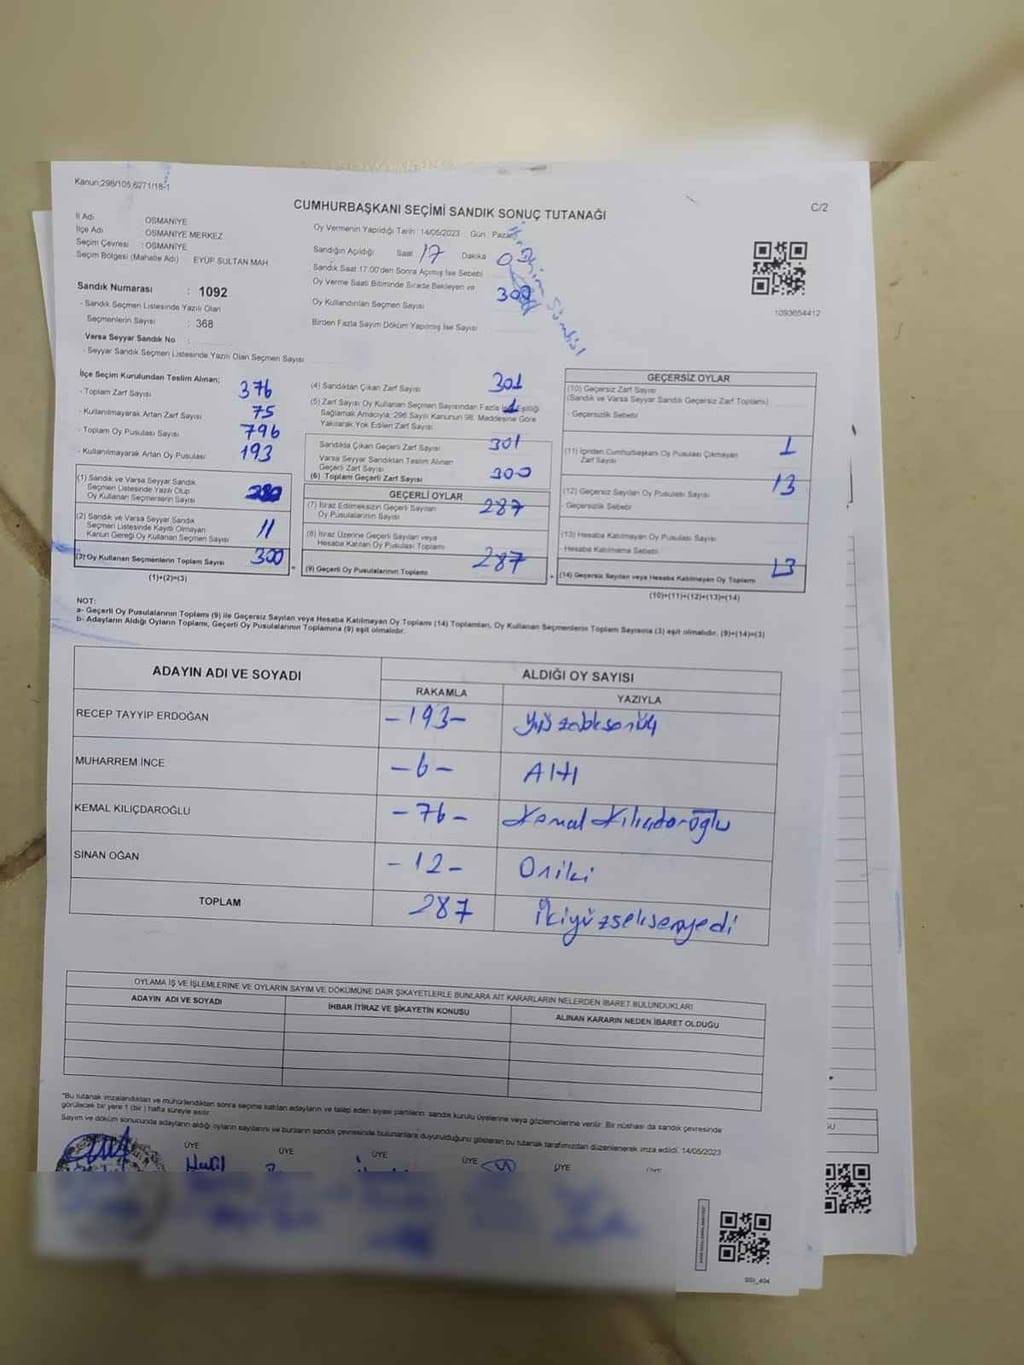 Kanun;298/105,6271/18-1
CUMHURBAŞKANI SEÇİMİ SANDIK SONUÇ TUTANAĞI
C/2
İl Adı OSMANİYE
İlçe Adı OSMANİYE MERKEZ
Seçim Çevresi : OSMANİYE
Seçim Bölgesi (Mahalle Adı) EYÜP SULTAN MAH
Sandık Numarası : 1092
- Sandık Seçmen Listesinde Yazılı Olan
Seçmenlerin Sayısı : 368
Varsa Seyyar Sandık No
- Seyyar Sandık Seçmen Listesinde Yazılı Olan Seçmen Sayısı
Oy Vermenin Yapıldığı Tarih 14/05/2023 Gün Pazar
Sandığın Açıldığı Saat 17 Dakika
Sandık Saat 17.00'den Sonra Açılmış İse Sebebi
Oy Verme Saati Bitiminde Sırada Bekleyen ve
Oy Kullandırılan Seçmen Sayısı
Birden Fazla Sayım Döküm Yapılmış İse Sayısı
1093654412
İlçe Seçim Kurulundan Teslim Alınan;
- Toplam Zarf Sayısı 376
- Kullanılmayarak Artan Zarf Sayısı 75
- Toplam Oy Pusulası Sayısı 796
- Kullanılmayarak Artan Oy Pusulası 193
(1) Sandık ve Varsa Seyyar Sandık
Seçmen Listesinde Yazılı Olup
Oy Kullanan Seçmenlerin Sayısı
(2) Sandık ve Varsa Seyyar Sandık
Seçmen Listesinde Kayıtlı Olmayan
Kanun Gereği Oy Kullanan Seçmen Sayısı 11
(3) Oy Kullanan Seçmenlerin Toplam Sayısı 300
(1)+(2)=(3)
(4) Sandıktan Çıkan Zarf Sayısı 301
(5) Zarf Sayısı Oy Kullanan Seçmen Sayısından Fazla İse Eşitliği 1
Sağlamak Amacıyla; 298 Sayılı Kanunun 98. Maddesine Göre
Yakılarak Yok Edilen Zarf Sayısı
Sandıkta Çıkan Geçerli Zarf Sayısı 301
Varsa Seyyar Sandıktan Teslim Alınan
Geçerli Zarf Sayısı
(6) Toplam Geçerli Zarf Sayısı 300
GEÇERLİ OYLAR
(7) İtiraz Edilmeksizin Geçerli Sayılan
Oy Pusulalarının Sayısı 287
(8) İtiraz Üzerine Geçerli Sayılan veya
Hesaba Katılan Oy Pusulası Toplamı
(9) Geçerli Oy Pusulalarının Toplamı 287
GEÇERSİZ OYLAR
(10) Geçersiz Zarf Sayısı
(Sandık ve Varsa Seyyar Sandık Geçersiz Zarf Toplamı)
- Geçersizlik Sebebi
(11) İçinden Cumhurbaşkanı Oy Pusulası Çıkmayan
Zarf Sayısı 1
(12) Geçersiz Sayılan Oy Pusulası Sayısı 13
- Geçersizlik Sebebi
(13) Hesaba Katılmayan Oy Pusulası Sayısı
- Hesaba Katılmama Sebebi
(14) Geçersiz Sayılan veya Hesaba Katılmayan Oy Toplamı 13
(10)+(11)+(12)+(13)=(14)
NOT:
a- Geçerli Oy Pusulalarının Toplamı (9) ile Geçersiz Sayılan veya Hesaba Katılmayan Oy Toplamı (14) Toplamları, Oy Kullanan Seçmenlerin Toplam Sayısına (3) eşit olmalıdır. (9)+(14)=(3)
b- Adayların Aldığı Oyların Toplamı, Geçerli Oy Pusulalarının Toplamına (9) eşit olmalıdır.
ADAYIN ADI VE SOYADI ALDIĞI OY SAYISI
RAKAMLA YAZIYLA
RECEP TAYYİP ERDOĞAN -193-
MUHARREM İNCE -6- Altı
KEMAL KILIÇDAROĞLU -76- Kemal Kılıçdaroğlu
SİNAN OĞAN -12- Oniki
TOPLAM 287 İkiyüzseksenyedi
OYLAMA İŞ VE İŞLEMLERİNE VE OYLARIN SAYIM VE DÖKÜMÜNE DAİR ŞİKAYETLERLE BUNLARA AİT KARARLARIN NELERDEN İBARET BULUNDUKLARI
ADAYIN ADI VE SOYADI İHBAR İTİRAZ VE ŞİKAYETİN KONUSU ALINAN KARARIN NEDEN İBARET OLDUĞU
"Bu tutanak imzalandıktan ve mühürlendikten sonra seçime katılan adayların ve talep eden siyasi partilerin sandık kurulu üyelerine veya gözlemcilerine verilir. Bir nüshası da sandık çevresinde
görülecek bir yere 1 (bir) hafta süreyle asılır.
Sayım ve döküm sonucunda adayların aldığı oyların sayılarını ve bunların sandık çevresinde bulunanlara duyurulduğunu gösteren bu tutanak tarafımızdan düzenlenerek imza edildi. 14/05/2023
ÜYE ÜYE ÜYE ÜYE ÜYE